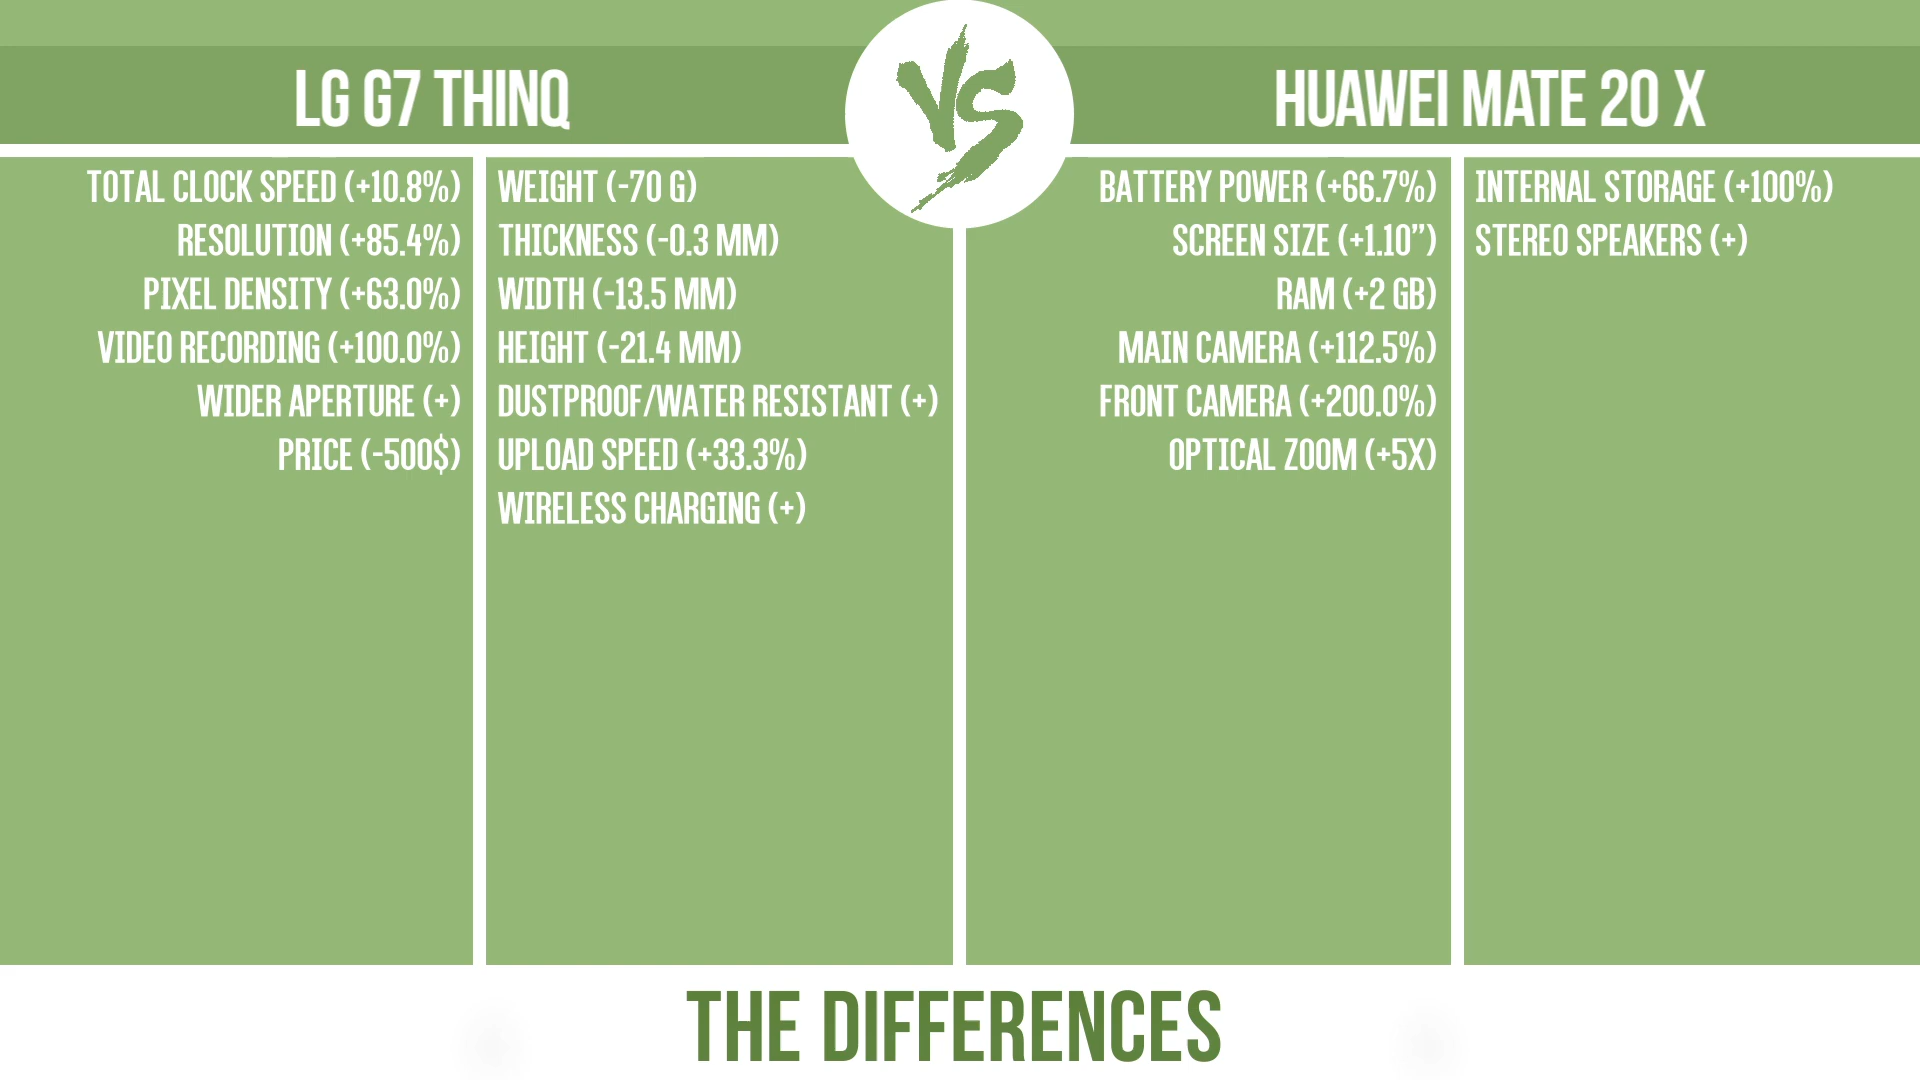 LG G7 THINQ
VS
HUAWEI MATE 20 X
TOTAL CLOCK SPEED (+10.8%)
RESOLUTION (+85.4%)
PIXEL DENSITY (+63.0%)
VIDEO RECORDING (+100.0%)
WIDER APERTURE (+)
PRICE (-500$)
WEIGHT (-70 G)
THICKNESS (-0.3 MM)
WIDTH (-13.5 MM)
HEIGHT (-21.4 MM)
DUSTPROOF/WATER RESISTANT (+)
UPLOAD SPEED (+33.3%)
WIRELESS CHARGING (+)
BATTERY POWER (+66.7%)
SCREEN SIZE (+1.10”)
RAM (+2 GB)
MAIN CAMERA (+112.5%)
FRONT CAMERA (+200.0%)
OPTICAL ZOOM (+5X)
INTERNAL STORAGE (+100%)
STEREO SPEAKERS (+)
THE DIFFERENCES